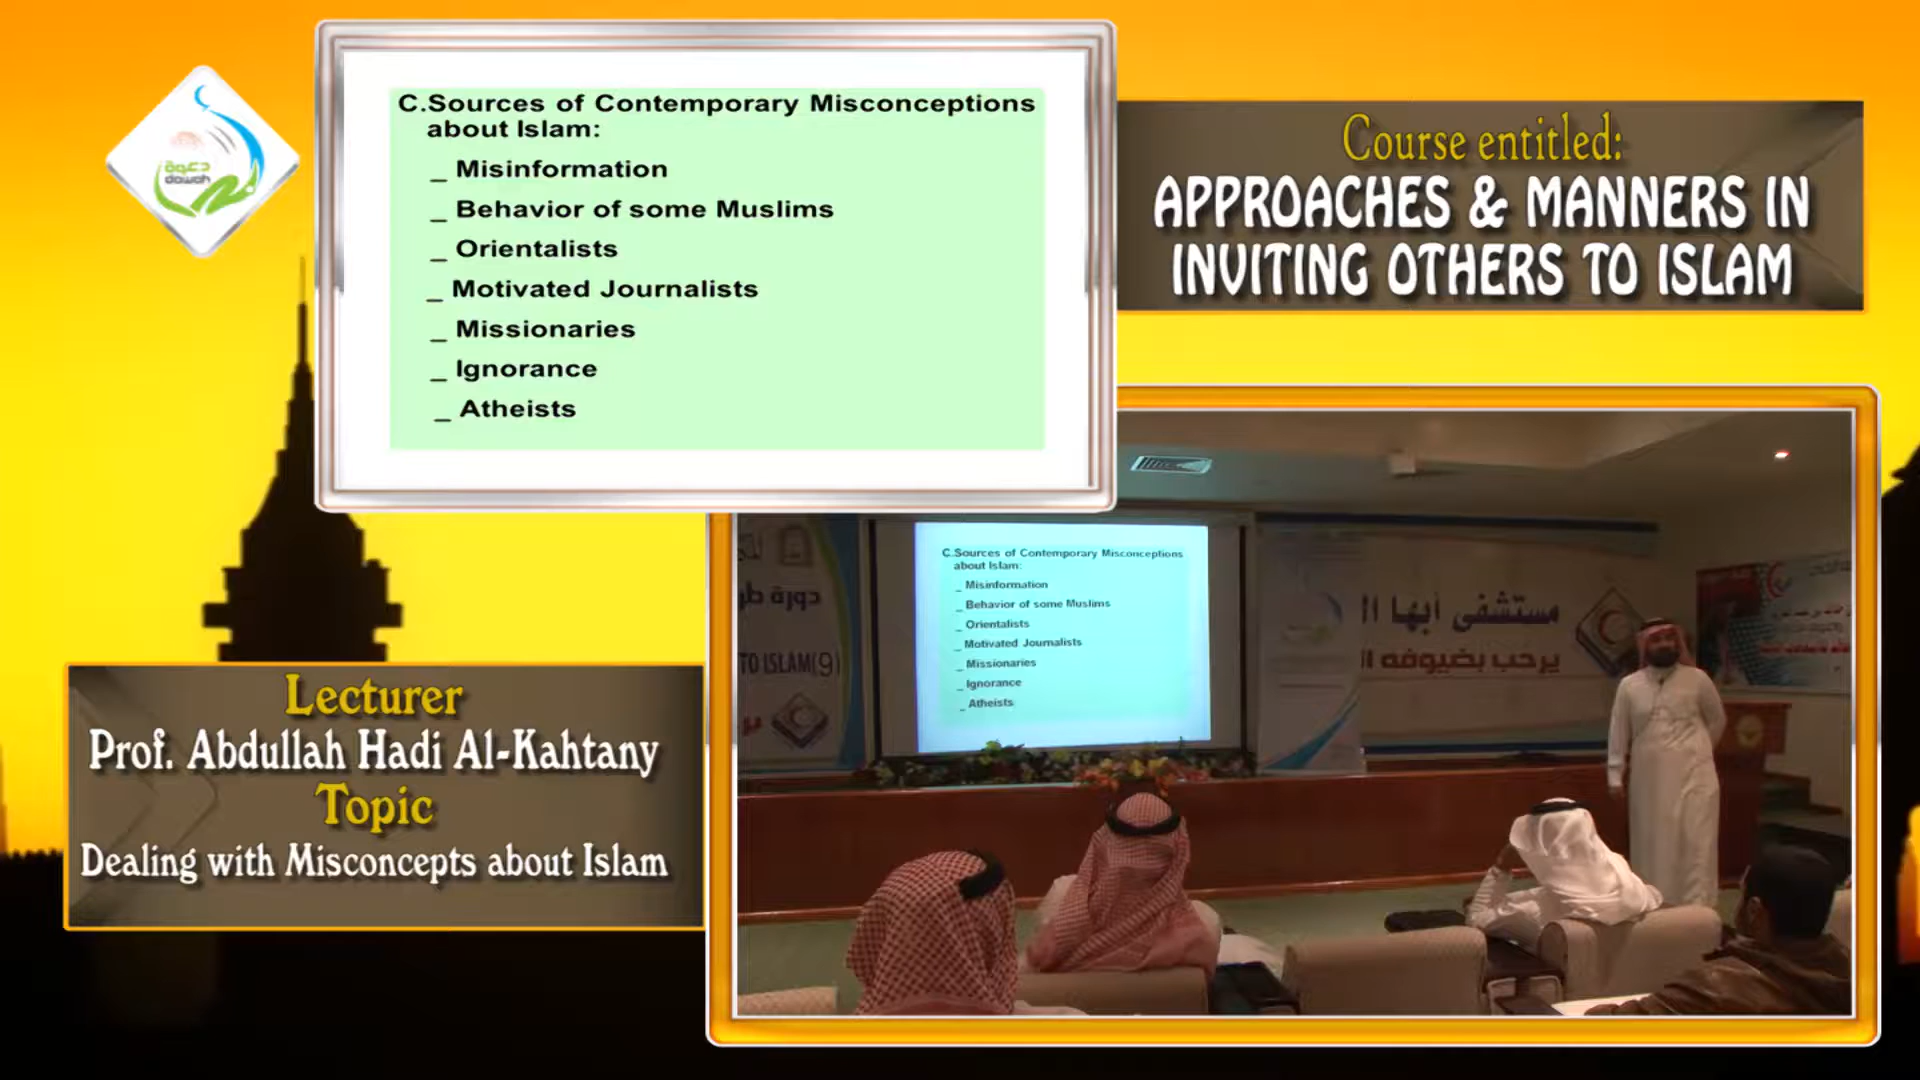 دعوة
dawah
C.Sources of Contemporary Misconceptions
about Islam:
_ Misinformation
_ Behavior of some Muslims
_ Orientalists
_ Motivated Journalists
_ Missionaries
_ Ignorance
_ Atheists
Course entitled:
APPROACHES & MANNERS IN
INVITING OTHERS TO ISLAM
Lecturer
Prof. Abdullah Hadi Al-Kahtany
Topic
Dealing with Misconcepts about Islam
C.Sources of Contemporary Misconceptions
about Islam:
_ Misinformation
_ Behavior of some Muslims
_ Orientalists
_ Motivated Journalists
_ Missionaries
_ Ignorance
_ Atheists
دورة
TO ISLAM(9)
مستشفى أبها
يرحب بضيوفه